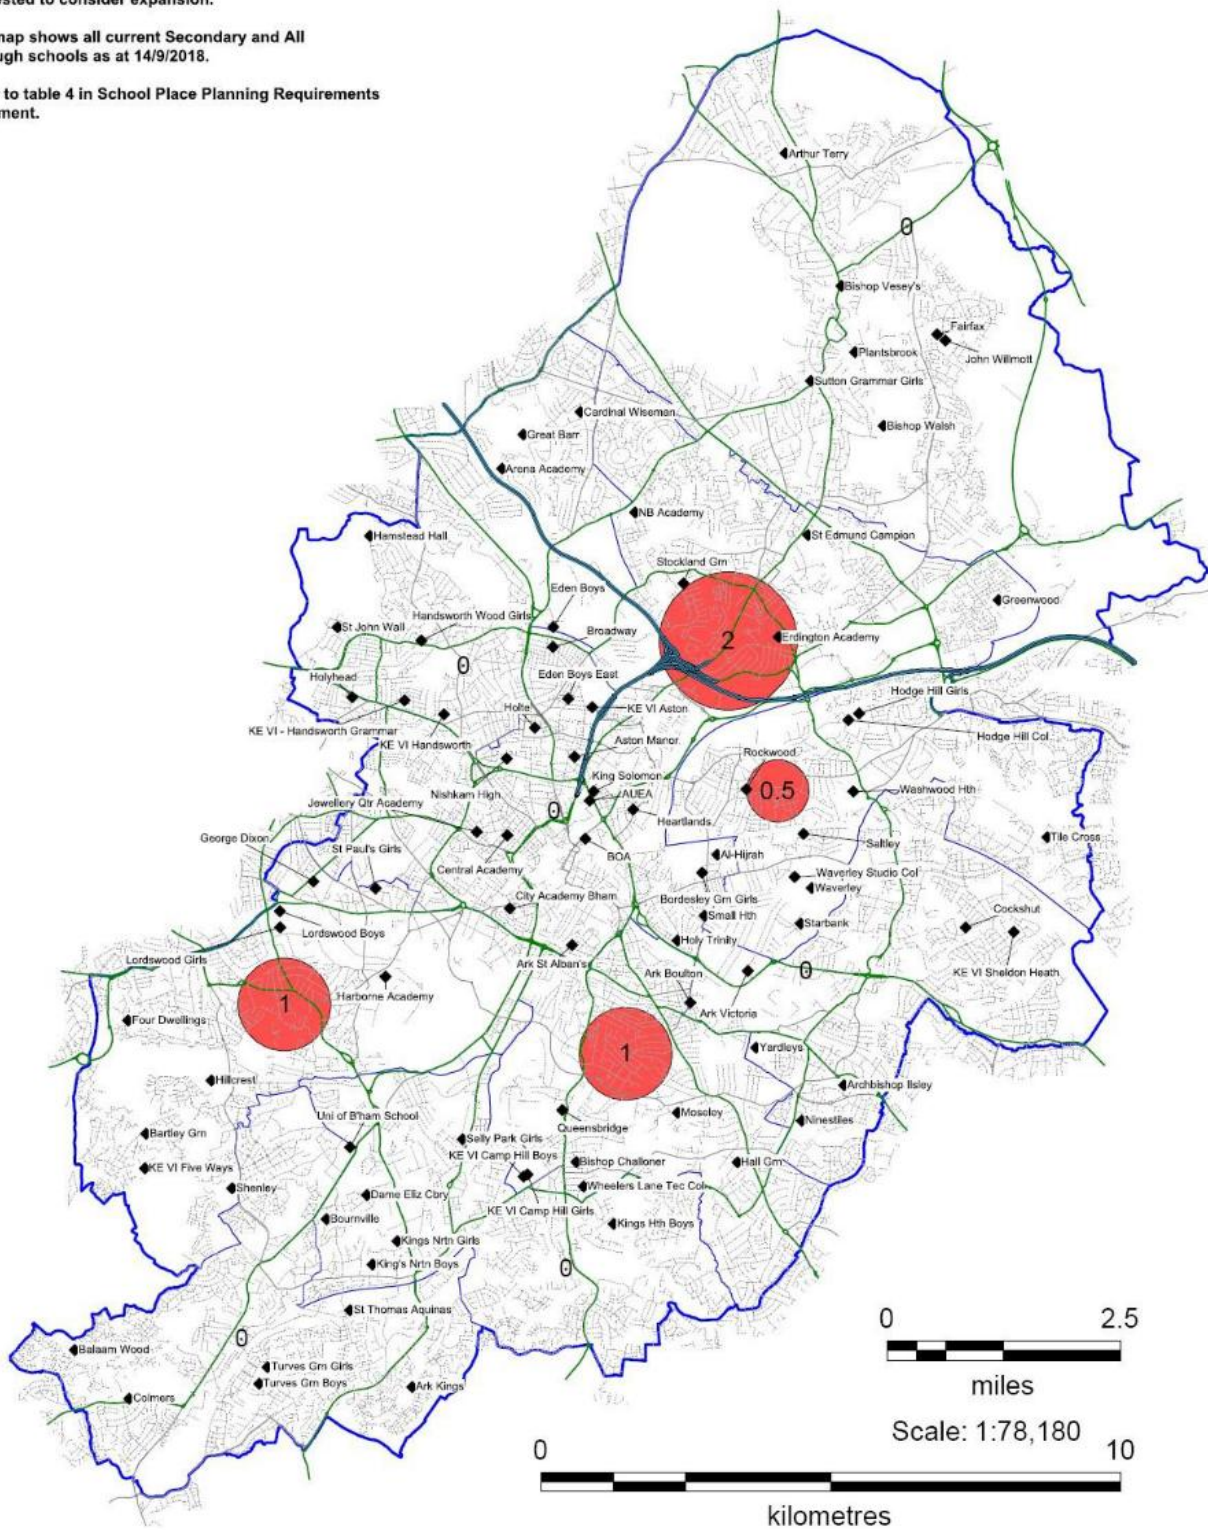 sted to consider expansion.
map shows all current Secondary and All
ugh schools as at 14/9/2018.
to table 4 in School Place Planning Requirements
ment.
Arthur Terry
0
Bishop Vesey's
Fairfax
John Willmott
Plantsbrook
Sutton Grammar Girls
Cardinal Wiseman
Bishop Walsh
Great Barr
Arena Academy
NB Academy
St Edmund Campion
Hamstead Hall
Stockland Grn
Eden Boys
Greenwood
Handsworth Wood Girls
St John Wall
Broadway
2
Erdington Academy
0
Holyhead
Eden Boys East
Hodge Hill Girls
KE VI Aston
Holte
KE VI - Handsworth Grammar
Hodge Hill Col
KE VI Handsworth
Aston Manor
Rockwood
King Solomon
0.5
Washwood Hth
Nishkam High
AUEA
Jewellery Qtr Academy
0
Heartlands
George Dixon
Tile Cross
St Paul's Girls
Saltley
Al-Hijrah
BOA
Central Academy
Waverley Studio Col
Waverley
City Academy Bham
Bordesley Grn Girls
Cockshut
Small Hth
Starbank
Lordswood Boys
Holy Trinity
Lordswood Girls
Ark St Alban's
Ark Boulton
0
KE VI Sheldon Heath
Harborne Academy
1
Four Dwellings
Ark Victoria
Yardleys
1
Hillcrest
Archbishop Ilsley
Uni of B'ham School
Moseley
Ninestiles
Queensbridge
Bartley Grn
Selly Park Girls
KE VI Camp Hill Boys
Bishop Challoner
Hall Grn
KE VI Five Ways
Shenley
Wheelers Lane Tec Col
Dame Eliz Cbry
KE VI Camp Hill Girls
Bournville
Kings Hth Boys
Kings Nrtn Girls
King's Nrtn Boys
0
St Thomas Aquinas
0 2.5
0
Balaam Wood
Turves Grn Girls
Turves Grn Boys
Ark Kings
miles
Colmers
Scale: 1:78,180
0 10
kilometres